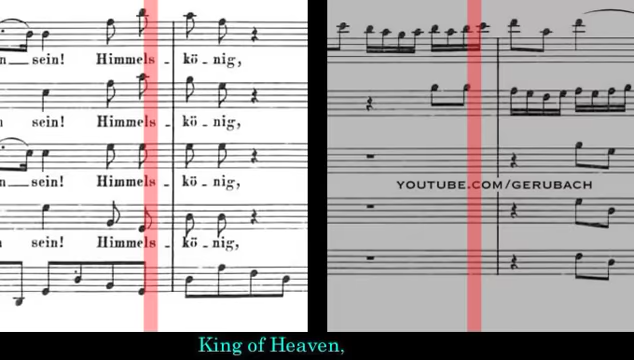 n sein! Himmels - kö - nig,
sein! Himmels - kö - nig,
n sein! Himmels - kö - nig,
sein! Himmels - kö - nig,
YOUTUBE.COM/GERUBACH
King of Heaven,